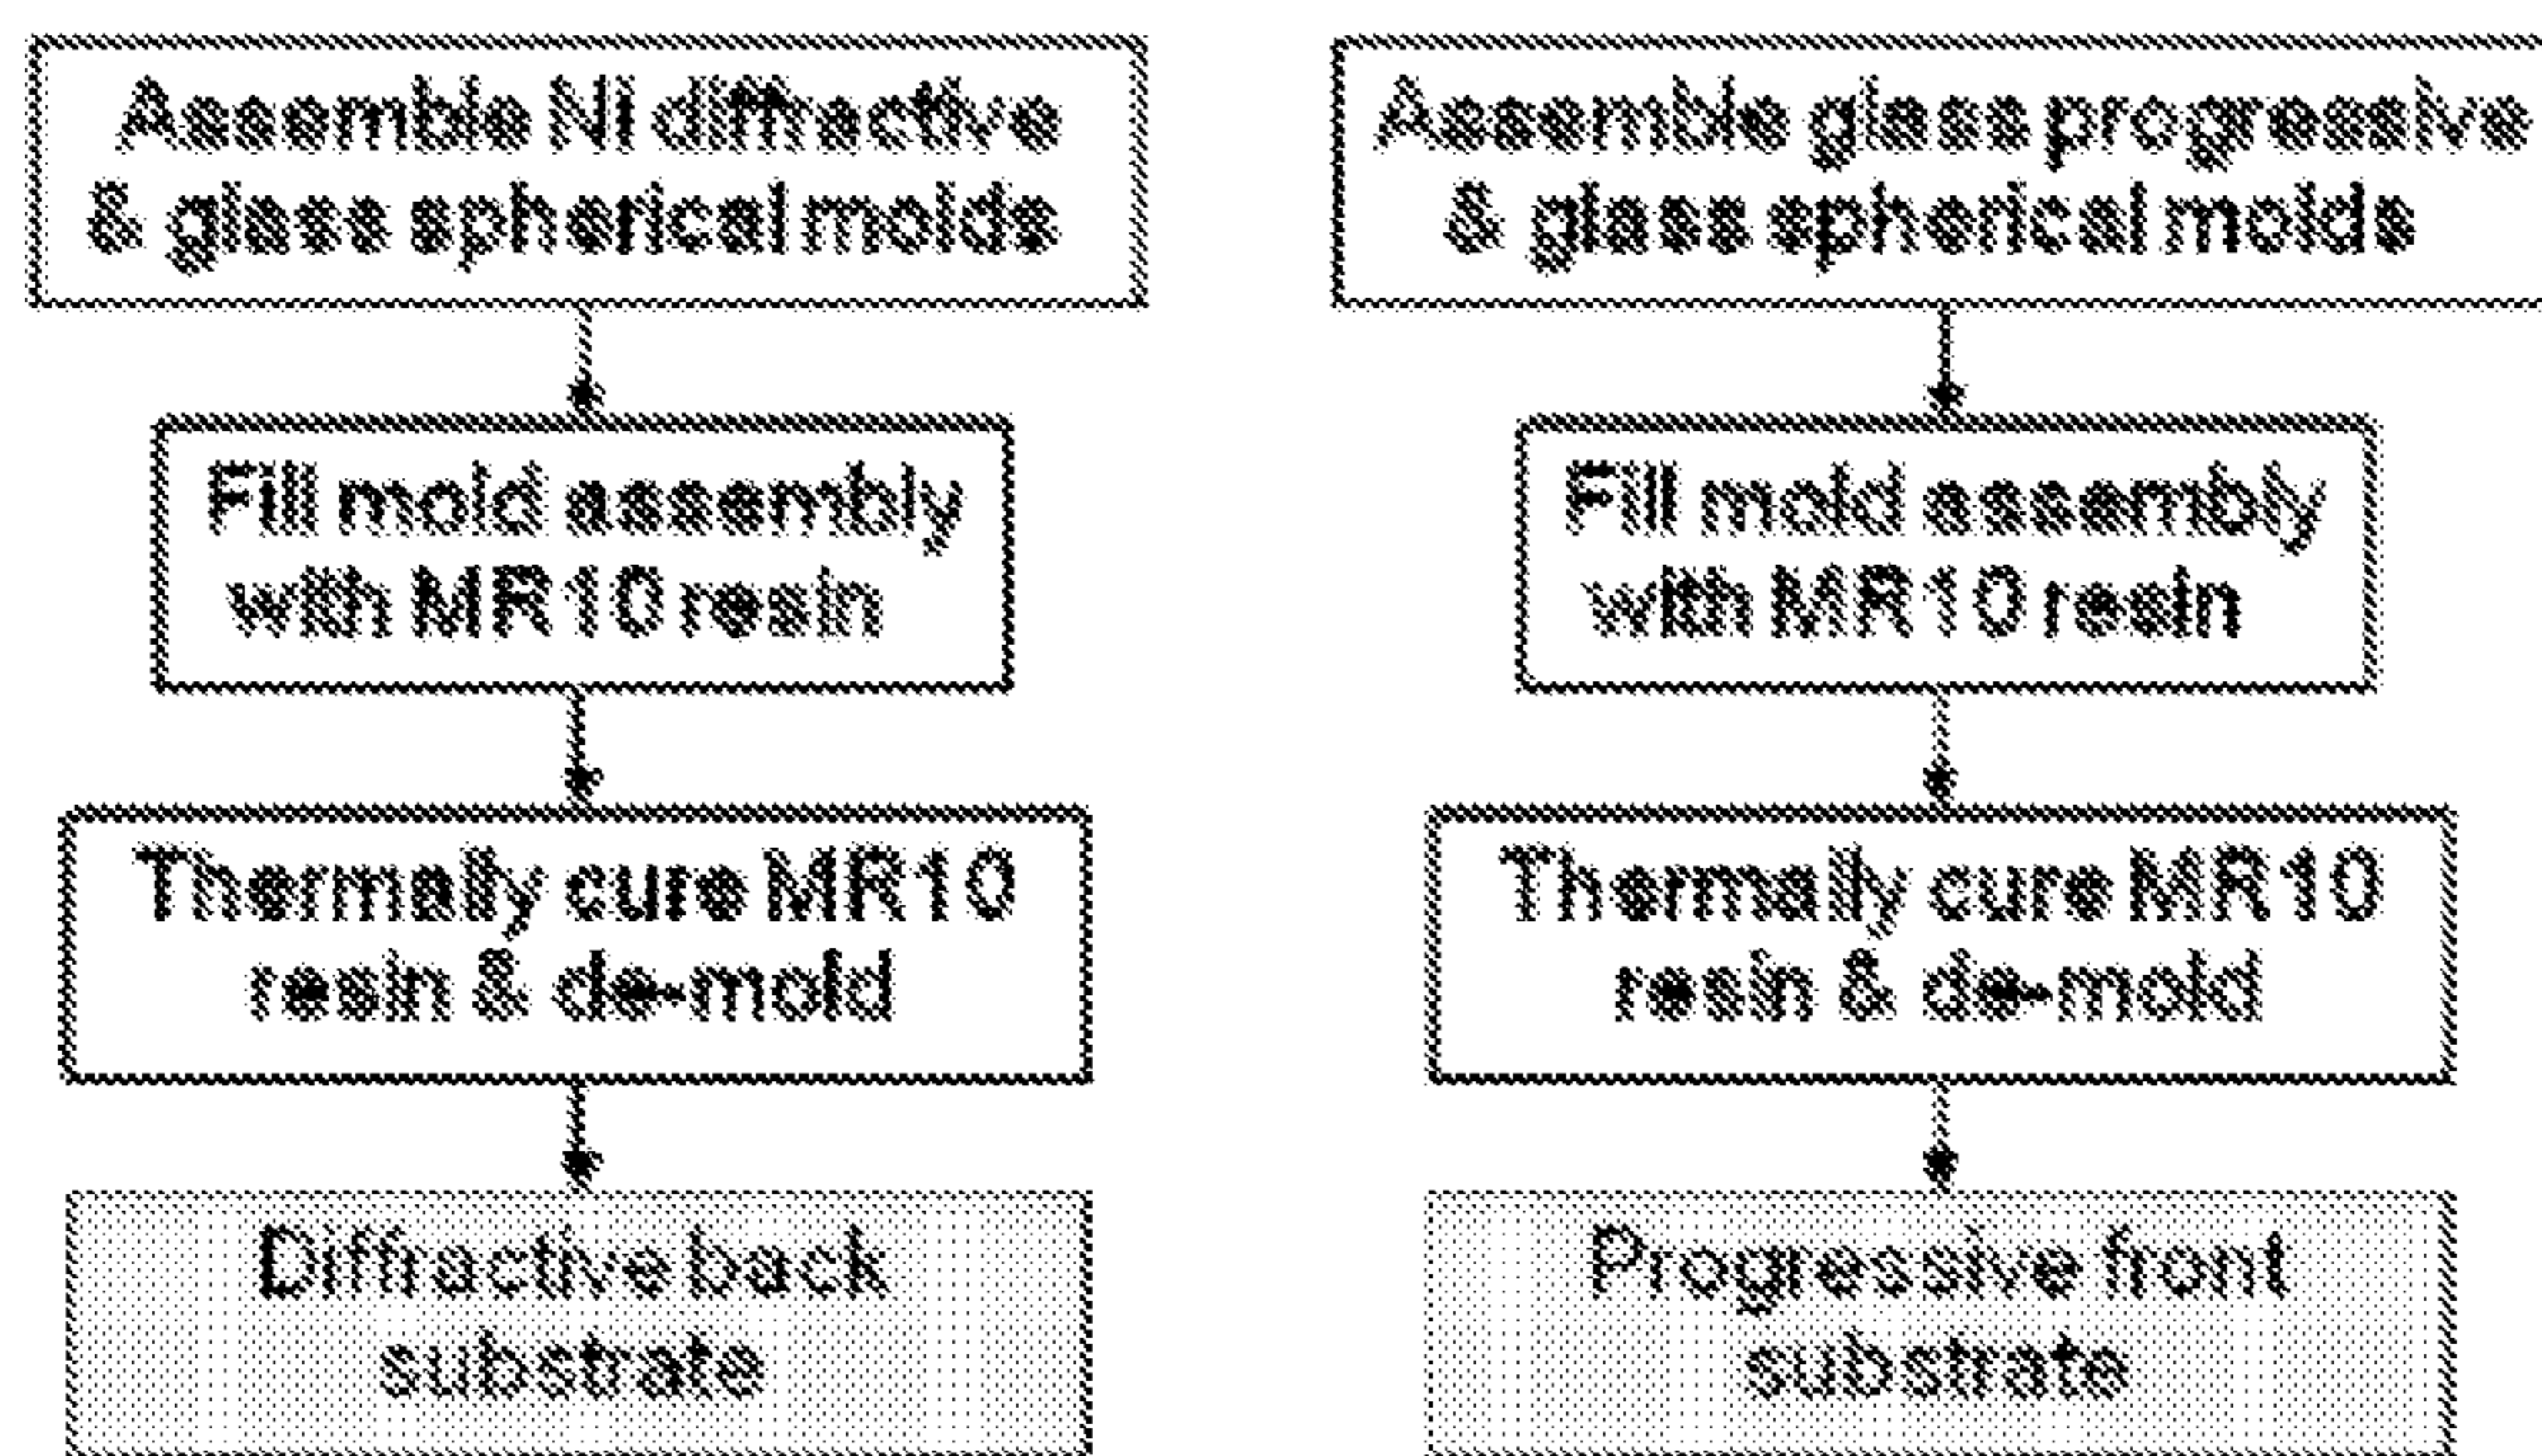 Assemble Ni diffractive
& glass spherical molds
Fill mold assembly
with MR10 resin
Thermally cure MR10
resin & de-mold
Diffractive back
substrate
Assemble glass progressive
& glass spherical molds
Fill mold assembly
with MR10 resin
Thermally cure MR10
resin & de-mold
Progressive front
substrate